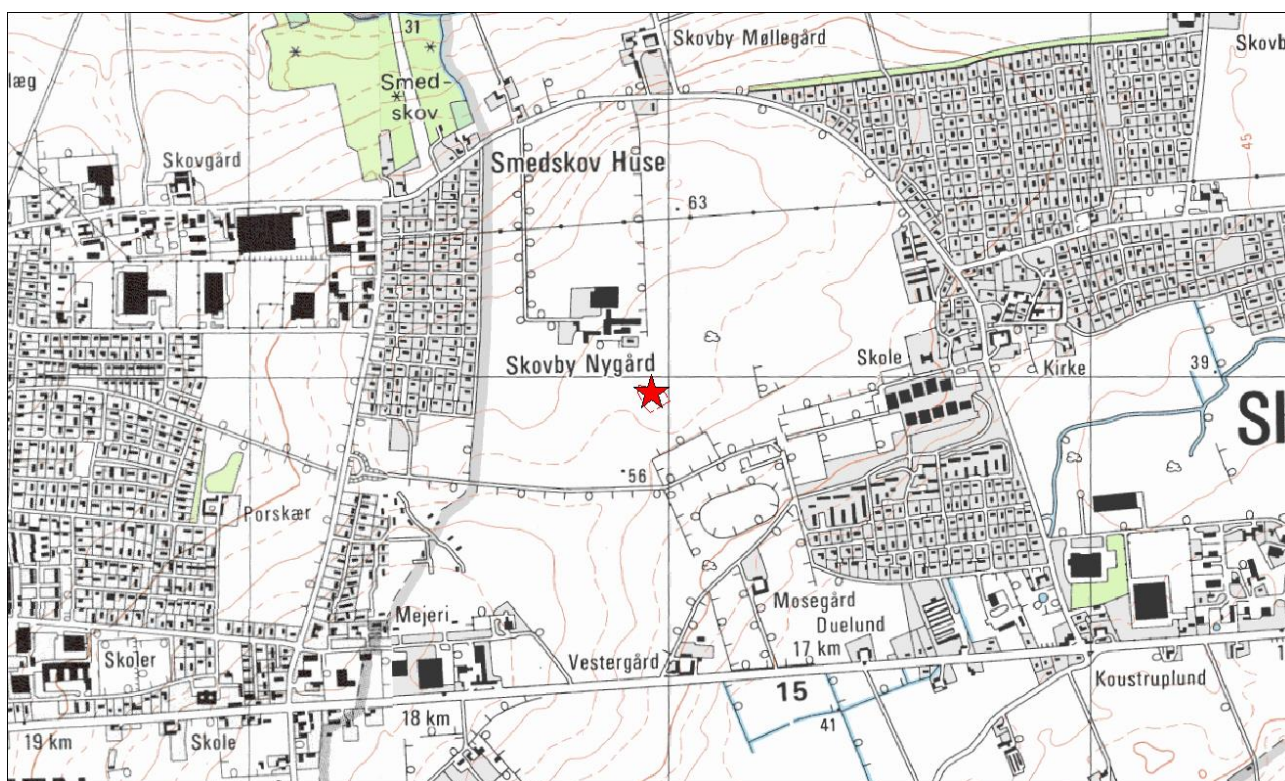 31
Skovby Møllegård
Skovb
læg
Smed-
skov
Skovgård
Smedskov Huse
45
63
Skovby Nygård
Skole
Kirke
39
SI
56
Porskær
Mejeri
Mosegård
Duelund
Skoler
Vestergård
17 km
15
Koustruplund
18 km
41
19 km
Skole